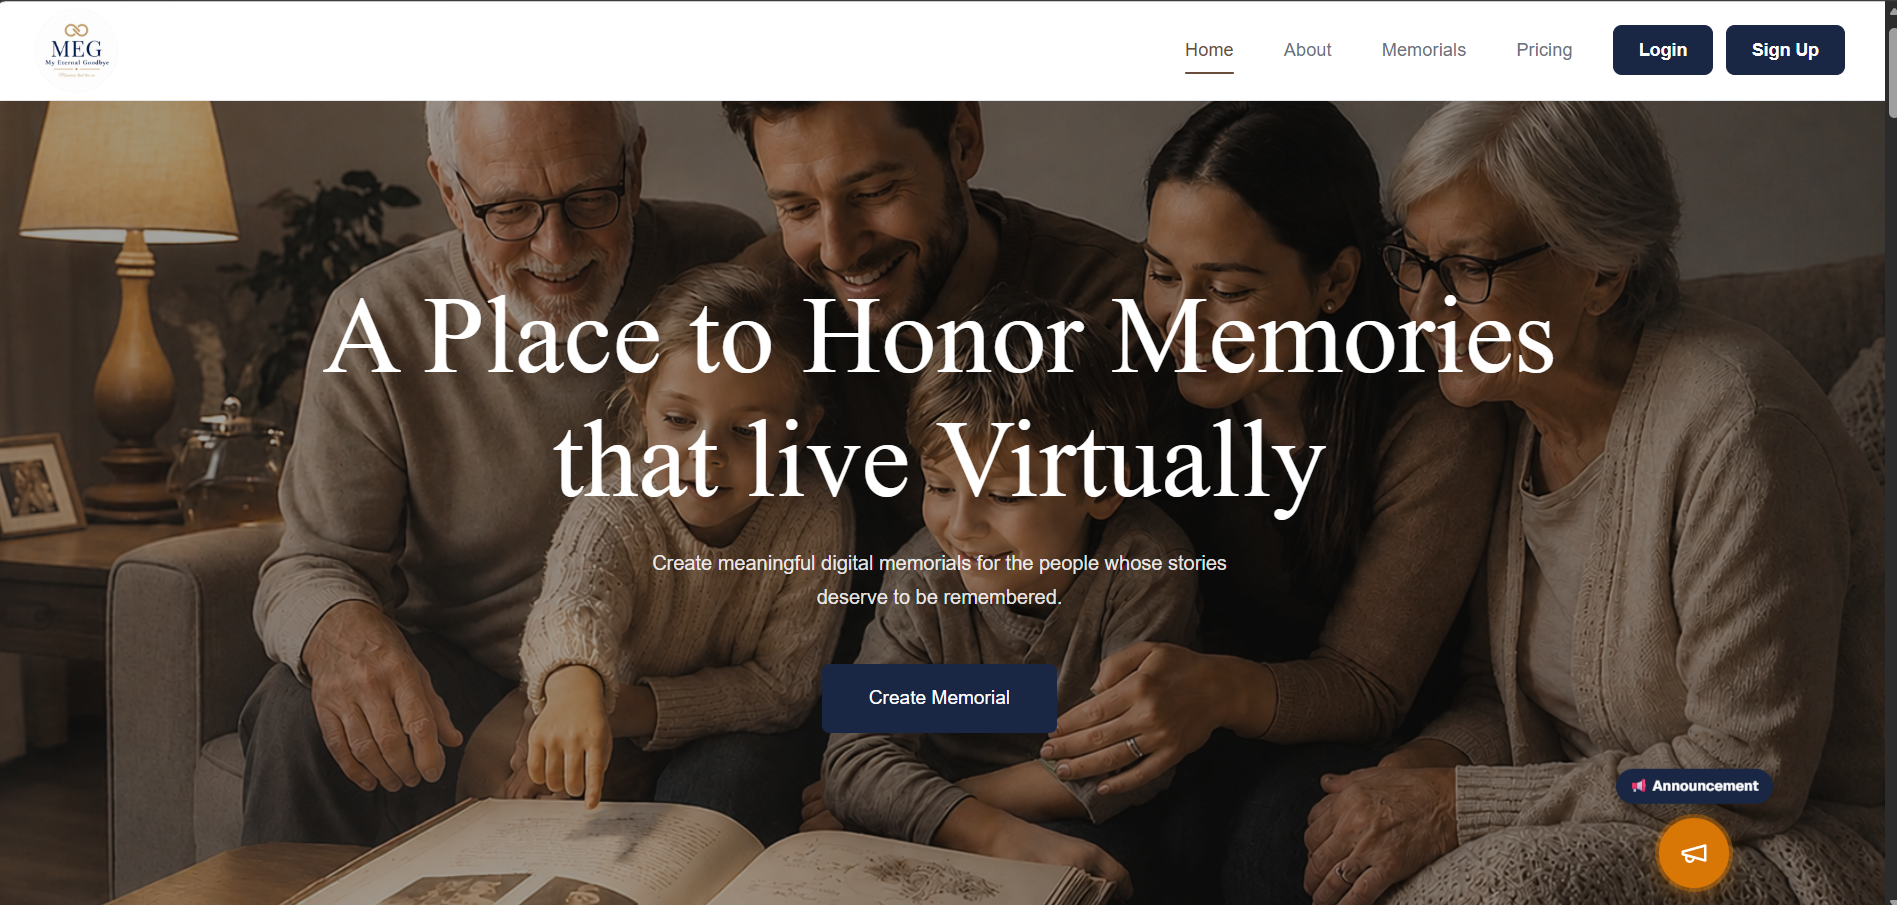 MEG
My Eternal Goodbye
Home
About
Memorials
Pricing
Login
Sign Up
A Place to Honor Memories
that live Virtually
Create meaningful digital memorials for the people whose stories
deserve to be remembered.
Create Memorial
Announcement